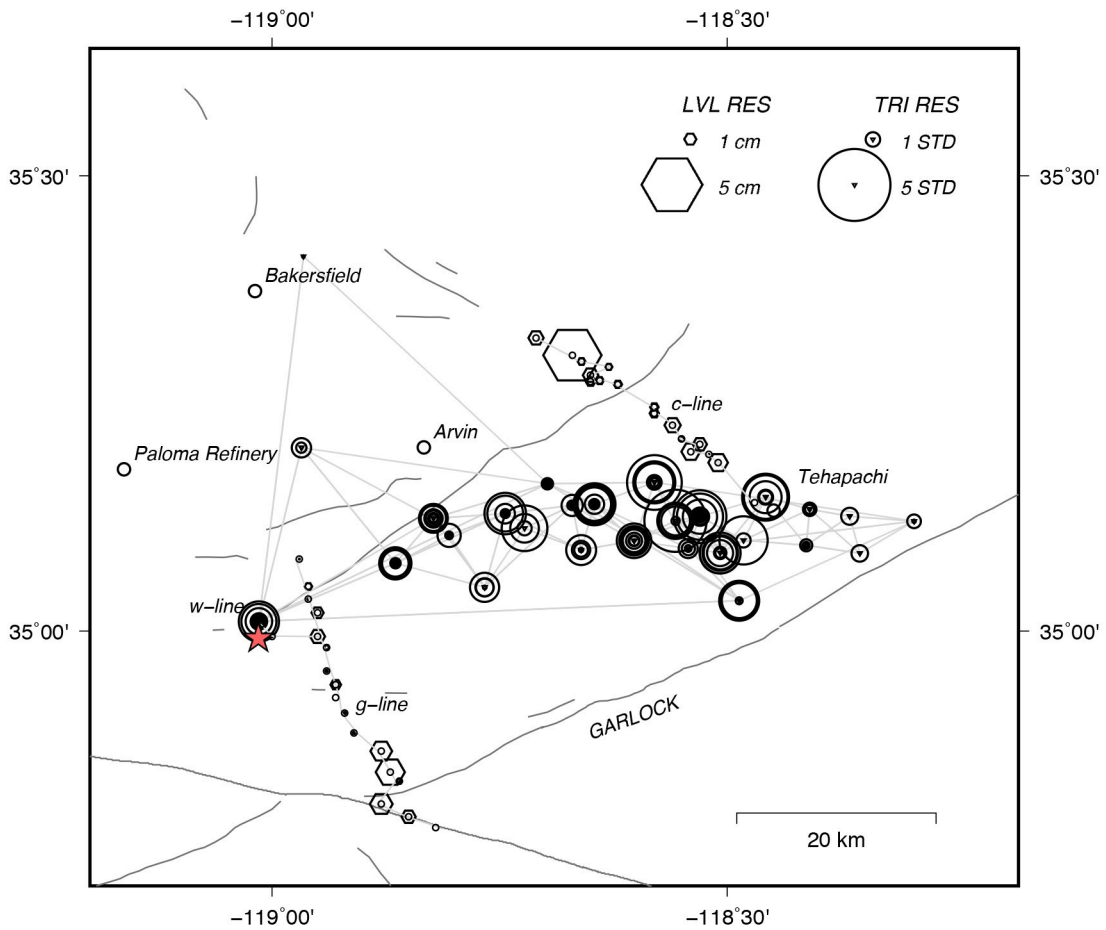 −119˚00' −118˚30'
LVL RES TRI RES
1 cm 1 STD
35˚30' 5 cm 5 STD 35˚30'
Bakersfield
c−line
Arvin
Paloma Refinery
Tehapachi
w−line
35˚00' 35˚00'
g−line
GARLOCK
20 km
−119˚00' −118˚30'